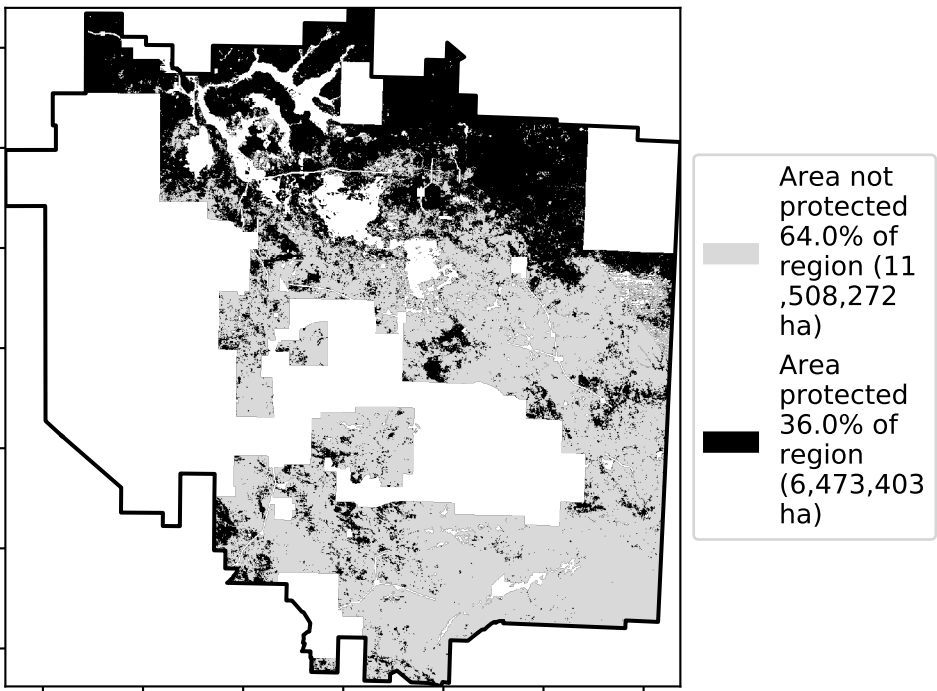 Area not
protected
64.0% of
region (11
,508,272
ha)
Area
protected
36.0% of
region
(6,473,403
ha)